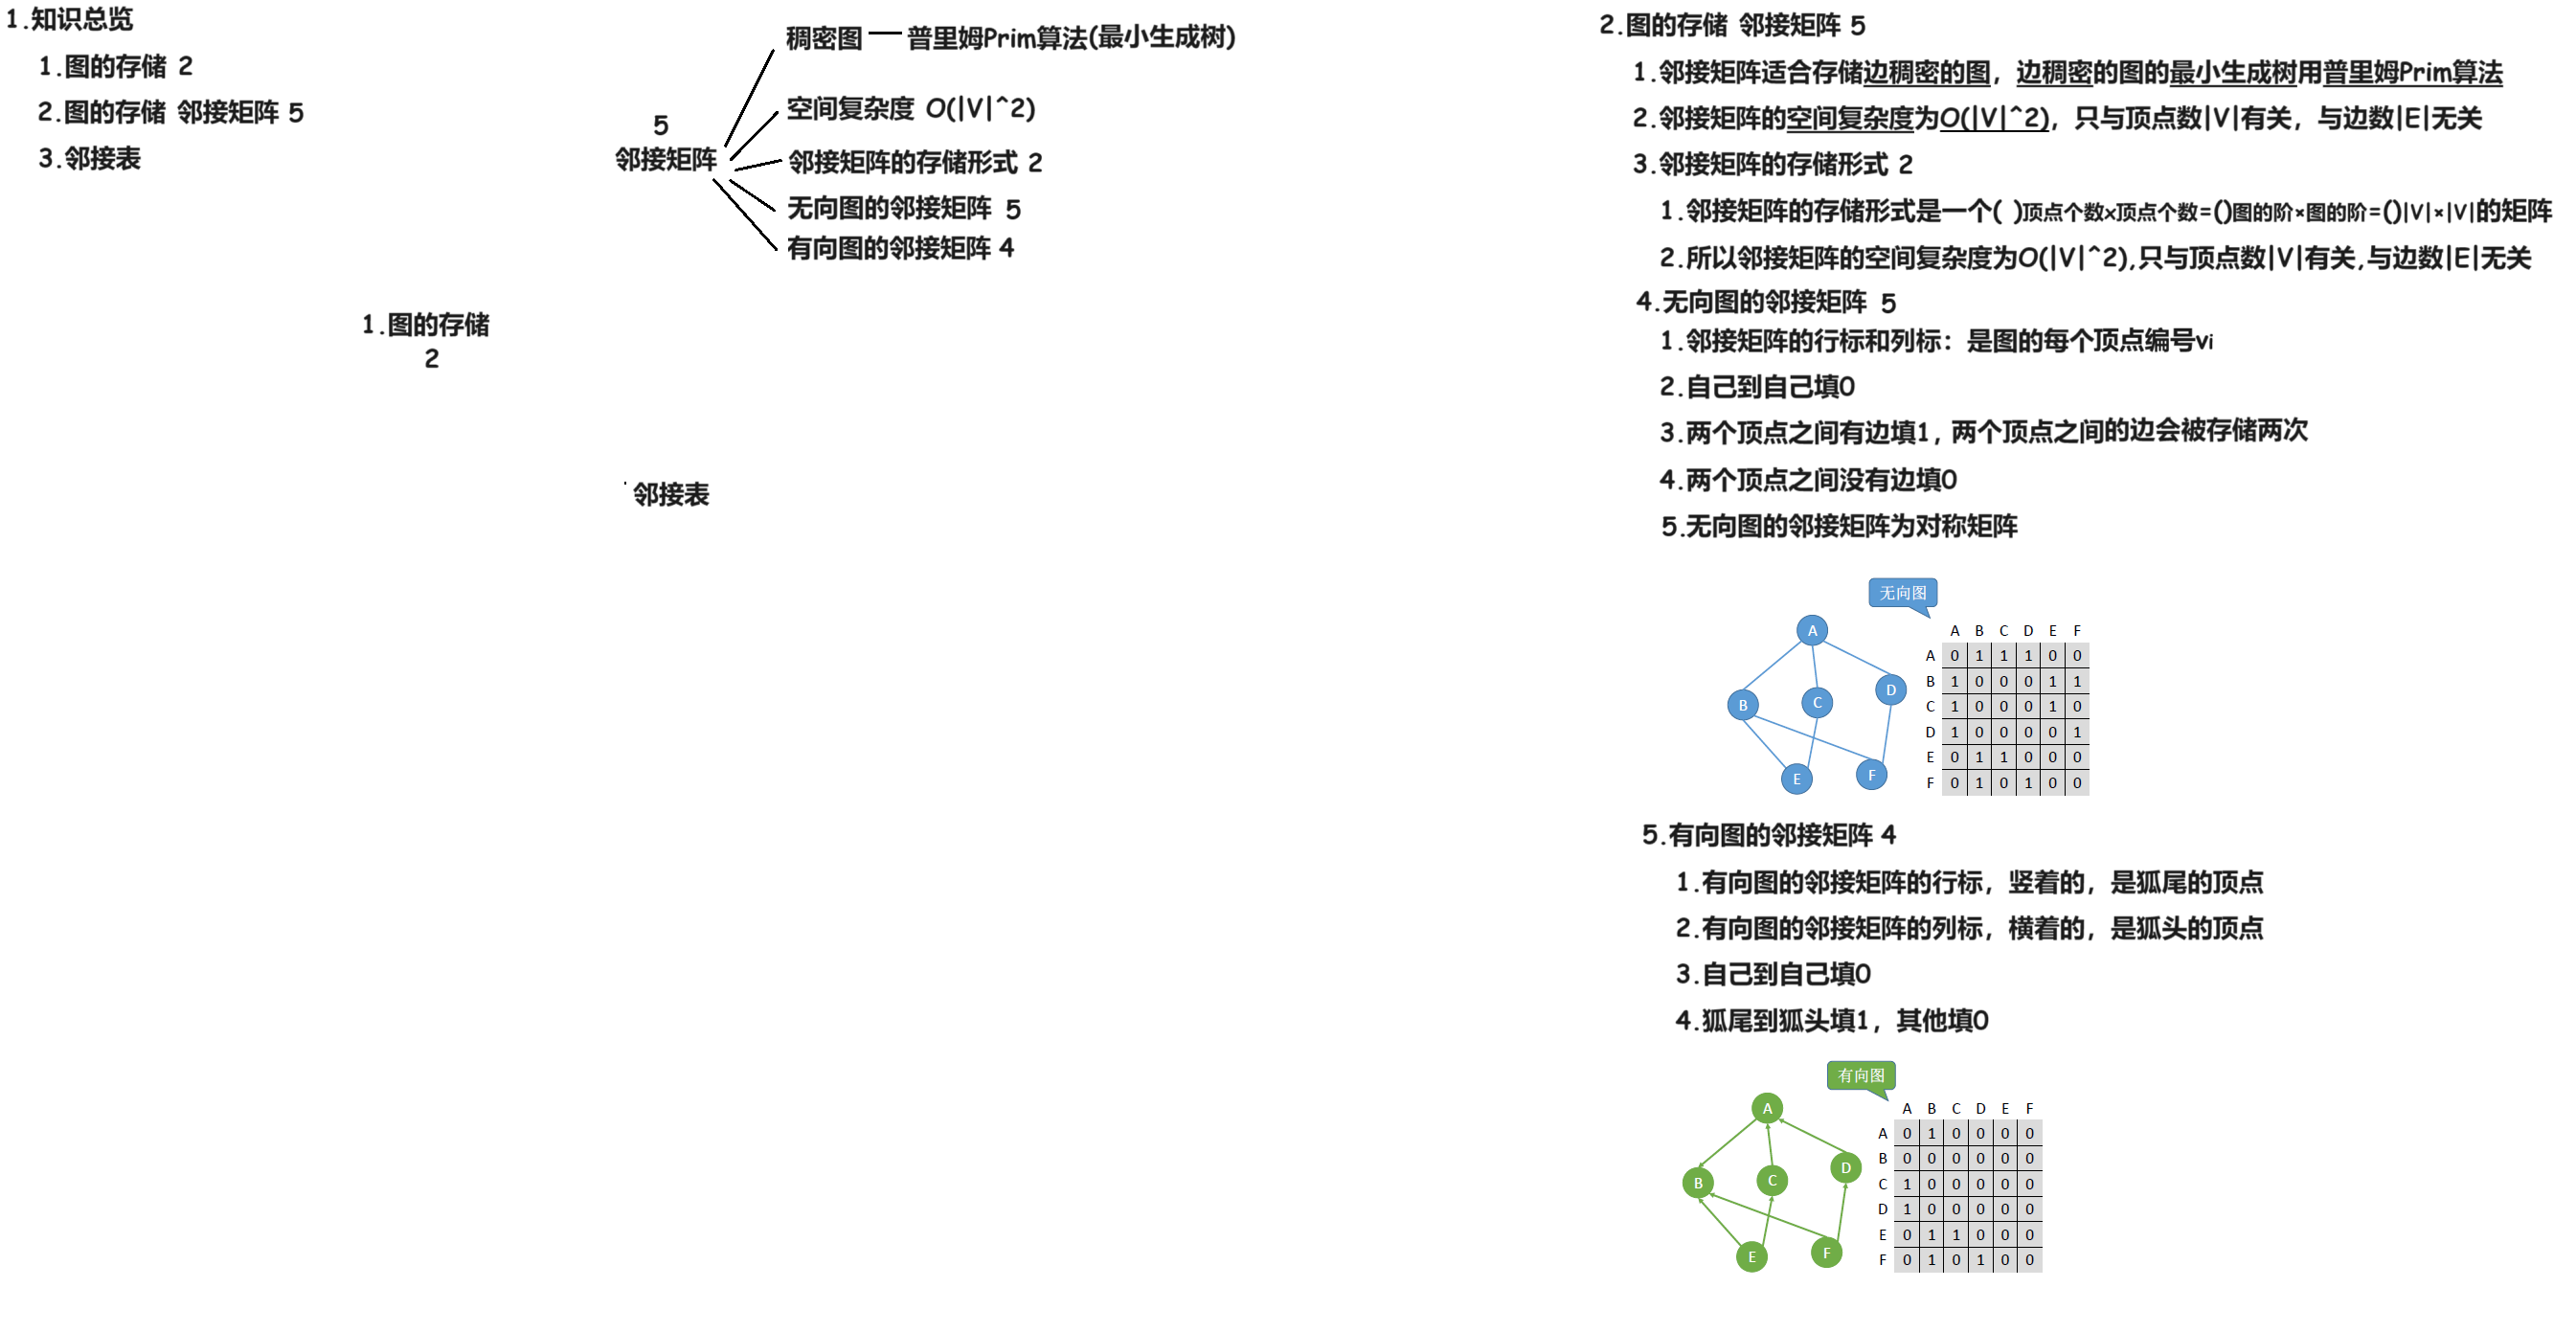 1.知识总览
1.图的存储 2
2.图的存储 邻接矩阵 5
3.邻接表
5
邻接矩阵
稠密图 — 普里姆Prim算法(最小生成树)
空间复杂度 O(|V|^2)
邻接矩阵的存储形式 2
无向图的邻接矩阵 5
有向图的邻接矩阵 4
1.图的存储
2
邻接表
2.图的存储 邻接矩阵 5
1.邻接矩阵适合存储边稠密的图，边稠密的图的最小生成树用普里姆Prim算法
2.邻接矩阵的空间复杂度为O(|V|^2)，只与顶点数|V|有关，与边数|E|无关
3.邻接矩阵的存储形式 2
1.邻接矩阵的存储形式是一个( )顶点个数×顶点个数=()图的阶×图的阶=()|V|×|V|的矩阵
2.所以邻接矩阵的空间复杂度为O(|V|^2),只与顶点数|V|有关,与边数|E|无关
4.无向图的邻接矩阵 5
1.邻接矩阵的行标和列标：是图的每个顶点编号vi
2.自己到自己填0
3.两个顶点之间有边填1，两个顶点之间的边会被存储两次
4.两个顶点之间没有边填0
5.无向图的邻接矩阵为对称矩阵
无向图
A
B
C
D
E
F
A B C D E F
A 0 1 1 1 0 0
B 1 0 0 0 1 1
C 1 0 0 0 1 0
D 1 0 0 0 0 1
E 0 1 1 0 0 0
F 0 1 0 1 0 0
5.有向图的邻接矩阵 4
1.有向图的邻接矩阵的行标，竖着的，是狐尾的顶点
2.有向图的邻接矩阵的列标，横着的，是狐头的顶点
3.自己到自己填0
4.狐尾到狐头填1，其他填0
有向图
A
B
C
D
E
F
A B C D E F
A 0 1 0 0 0 0
B 0 0 0 0 0 0
C 1 0 0 0 0 0
D 1 0 0 0 0 0
E 0 1 1 0 0 0
F 0 1 0 1 0 0